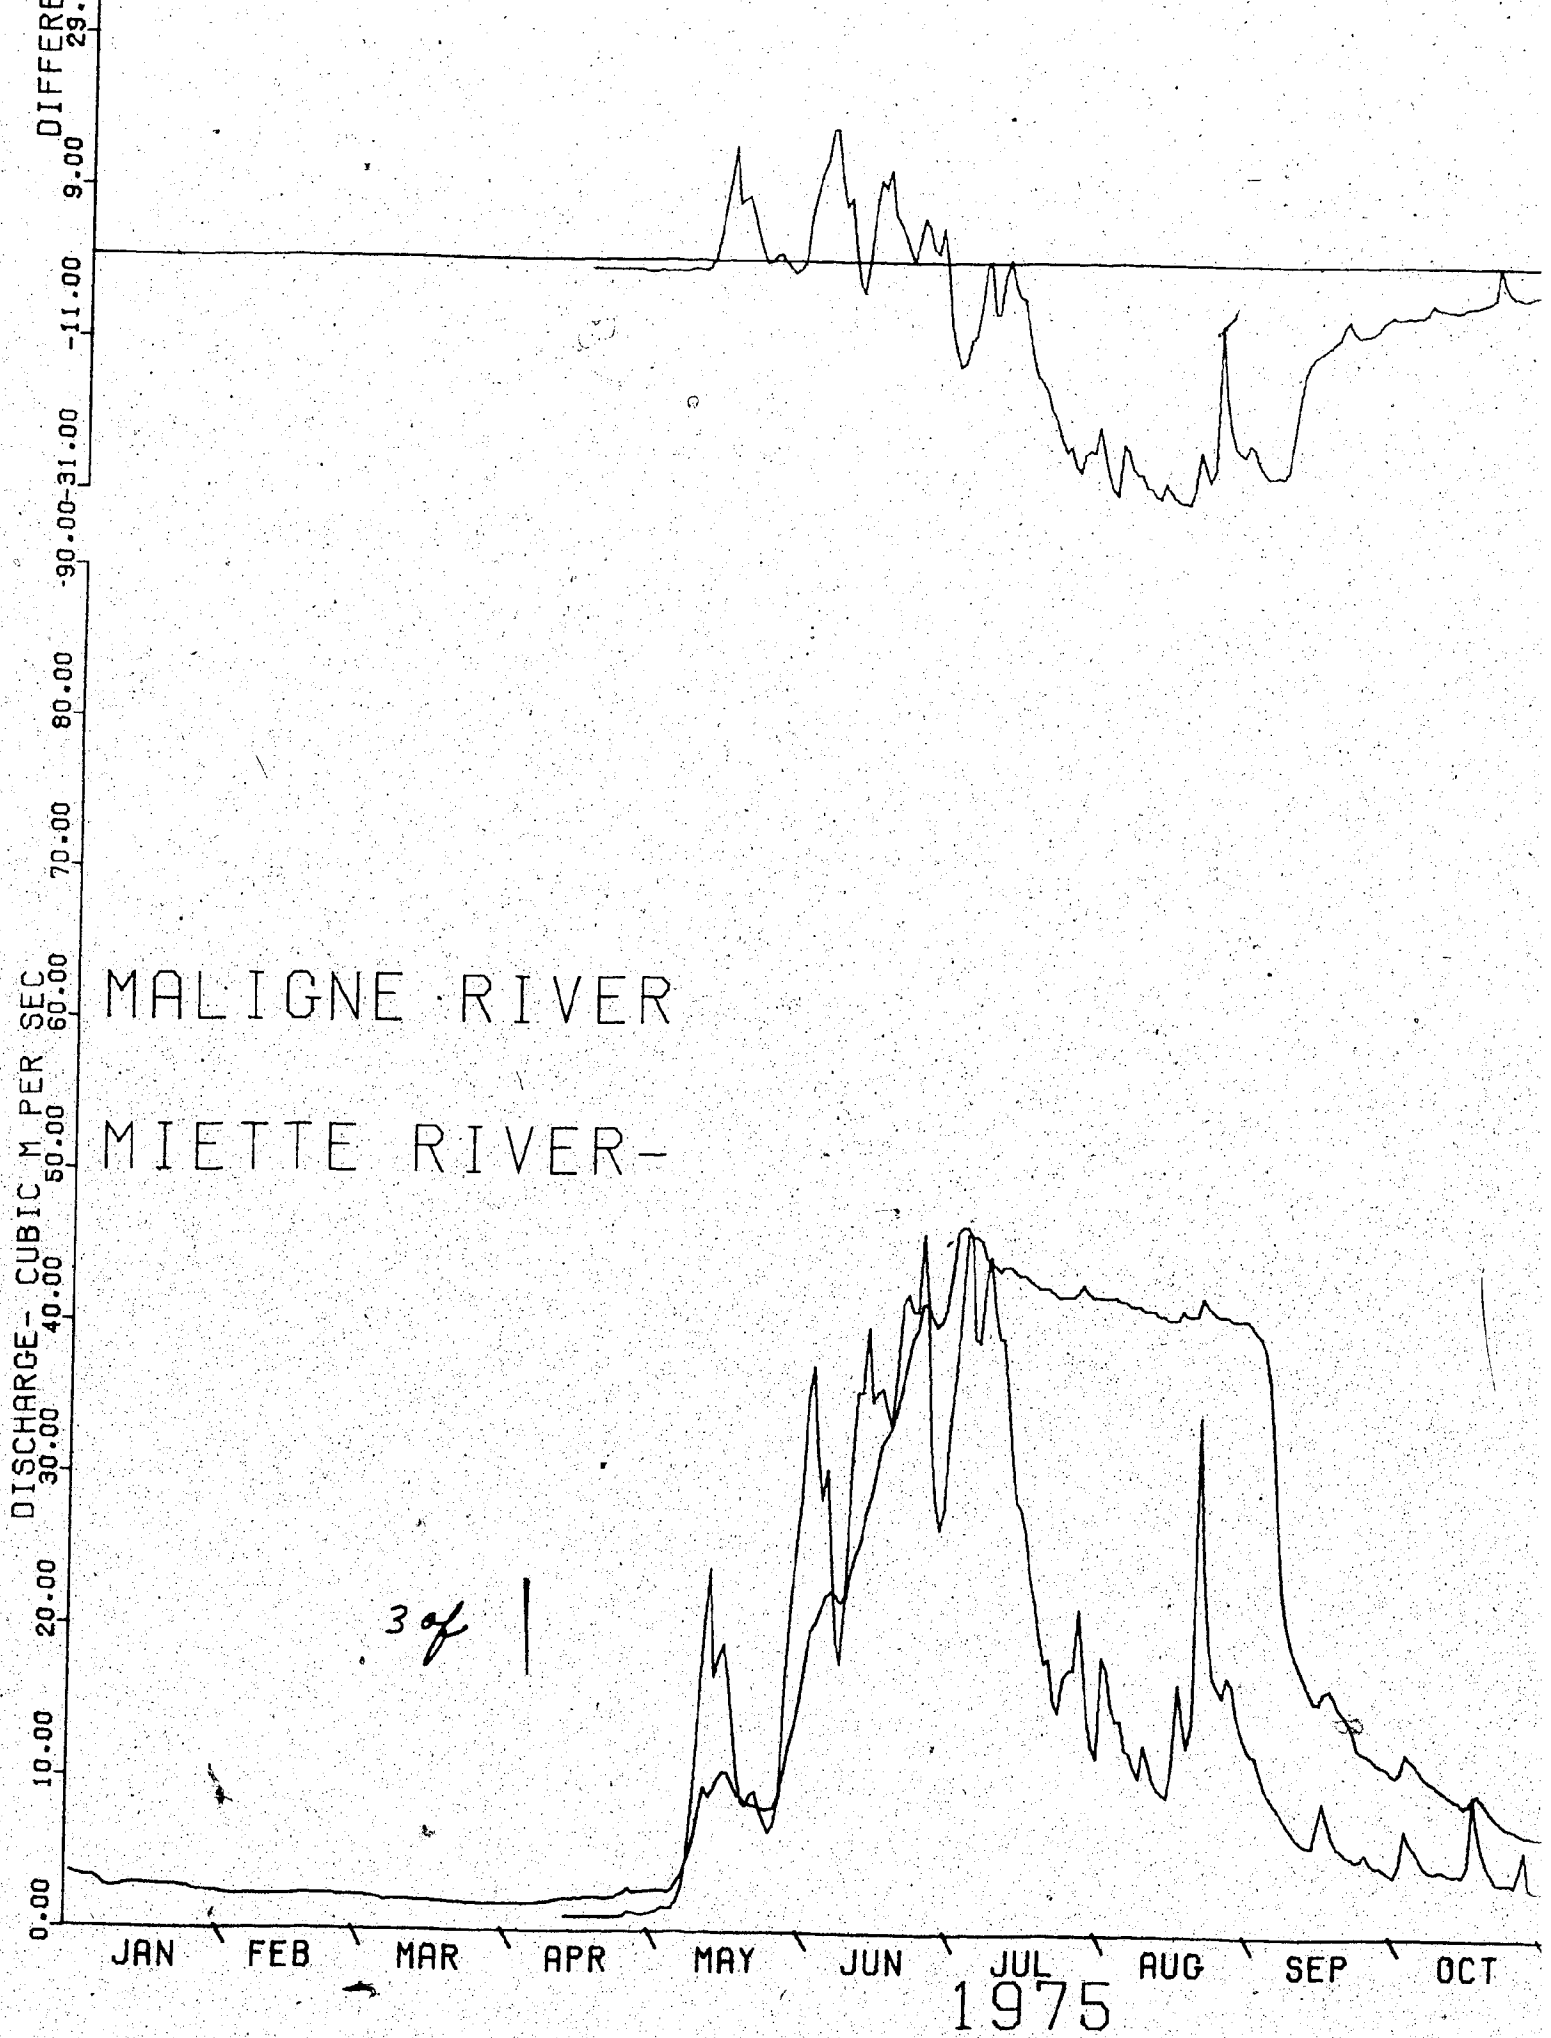 DIFFERE
29.
9.00
-11.00
-31.00
90.00
80.00
70.00
60.00
50.00
40.00
30.00
20.00
10.00
0.00
DISCHARGE- CUBIC M PER SEC
MALIGNE RIVER
MIETTE RIVER-
3 of
JAN FEB MAR APR MAY JUN JUL AUG SEP OCT
1975